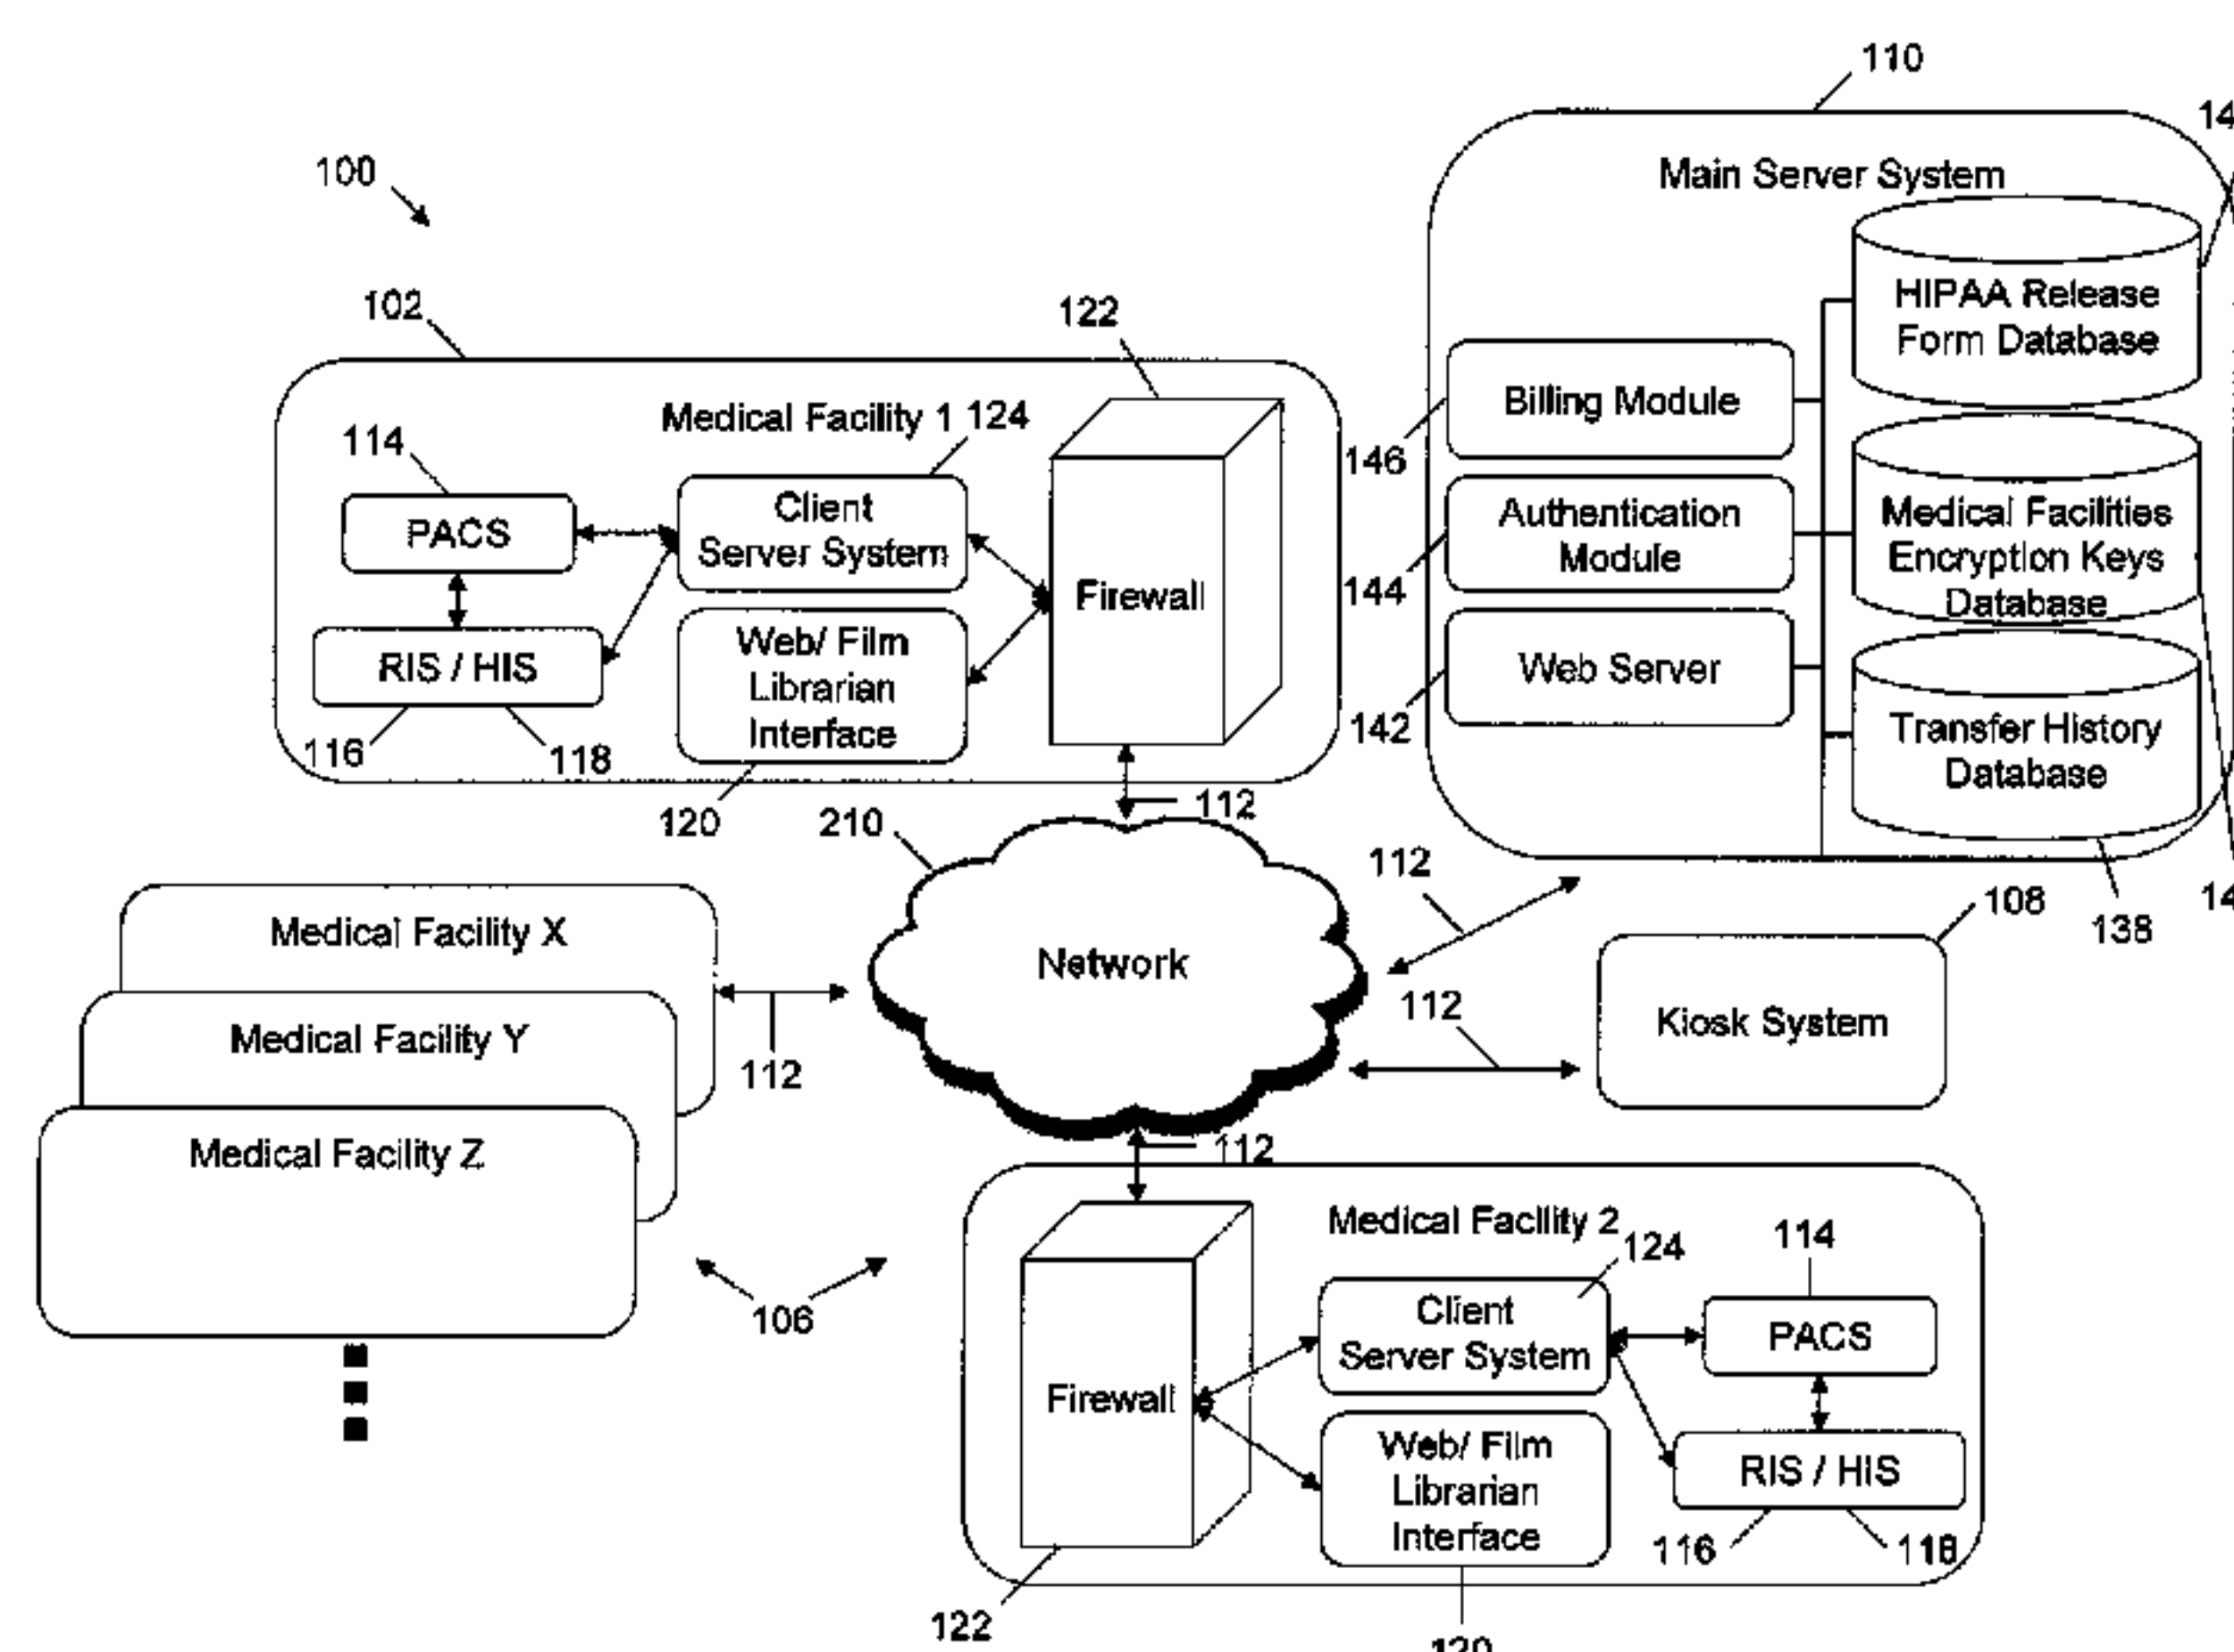 100
110
Main Server System
HIPAA Release
Form Database
Billing Module
146
Authentication
Module
144
Medical Facilities
Encryption Keys
Database
Web Server
142
Transfer History
Database
138
102
122
Medical Facility 1
124
114
PACS
Client
Server System
Firewall
RIS / HIS
Web/ Film
Librarian
Interface
116
118
120
112
210
Network
112
108
Kiosk System
112
Medical Facility X
Medical Facility Y
Medical Facility Z
112
106
112
Medical Facility 2
124
114
Client
Server System
PACS
Firewall
Web/ Film
Librarian
Interface
RIS / HIS
116
118
122
120